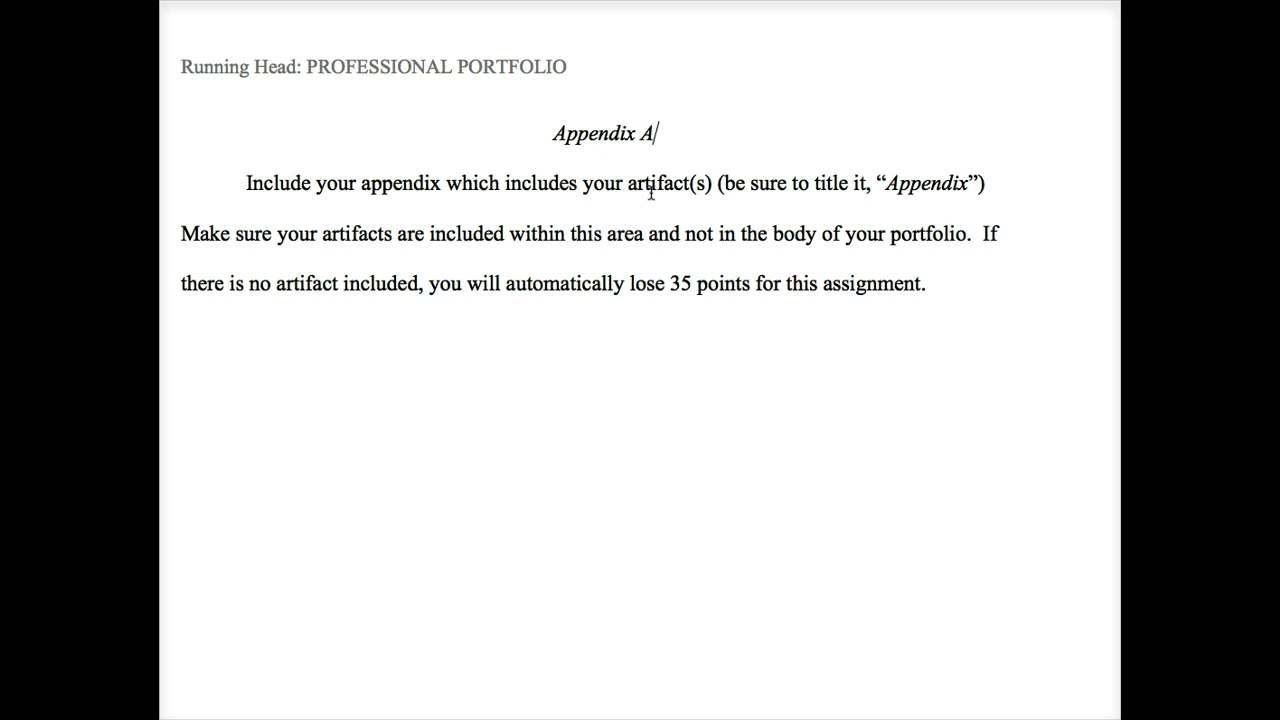 Running Head: PROFESSIONAL PORTFOLIO
Appendix A
Include your appendix which includes your artifact(s) (be sure to title it, “Appendix”)
Make sure your artifacts are included within this area and not in the body of your portfolio.  If
there is no artifact included, you will automatically lose 35 points for this assignment.